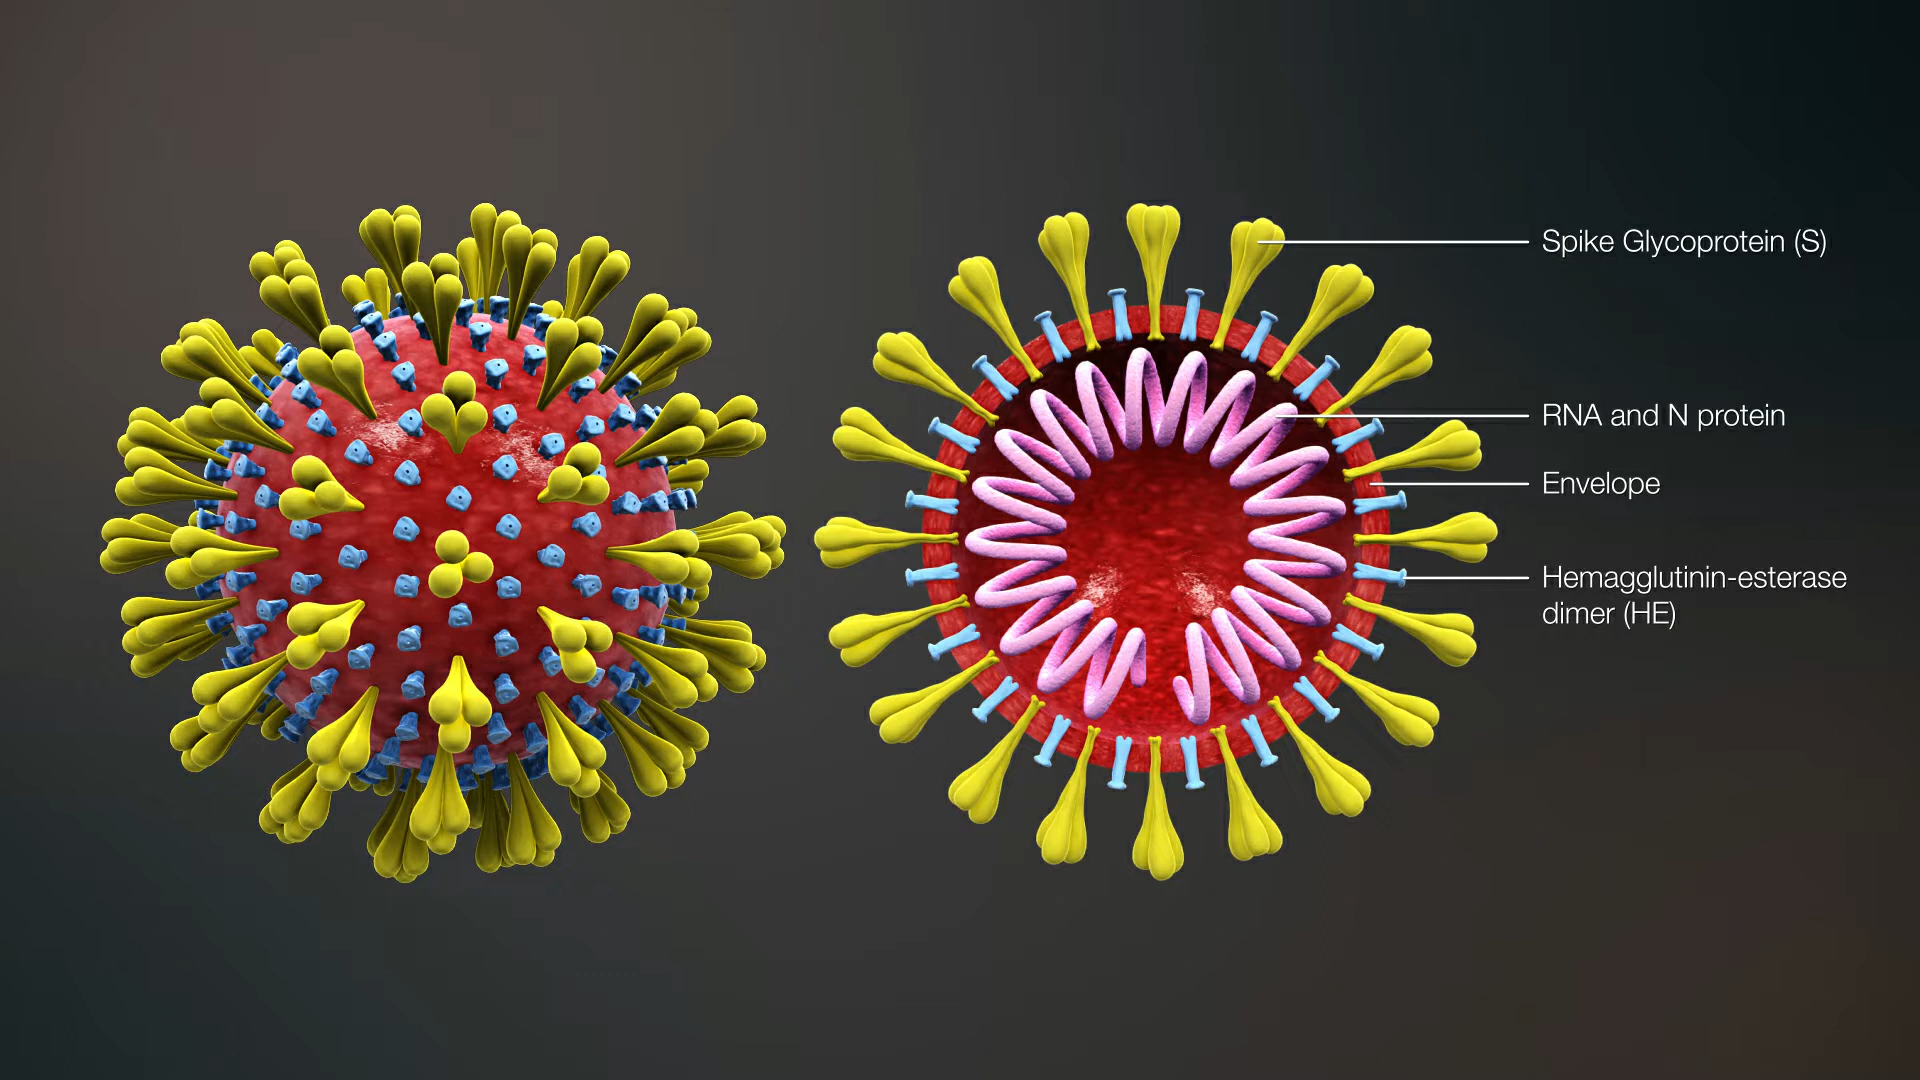 Spike Glycoprotein (S)
RNA and N protein
Envelope
Hemagglutinin-esterase
dimer (HE)